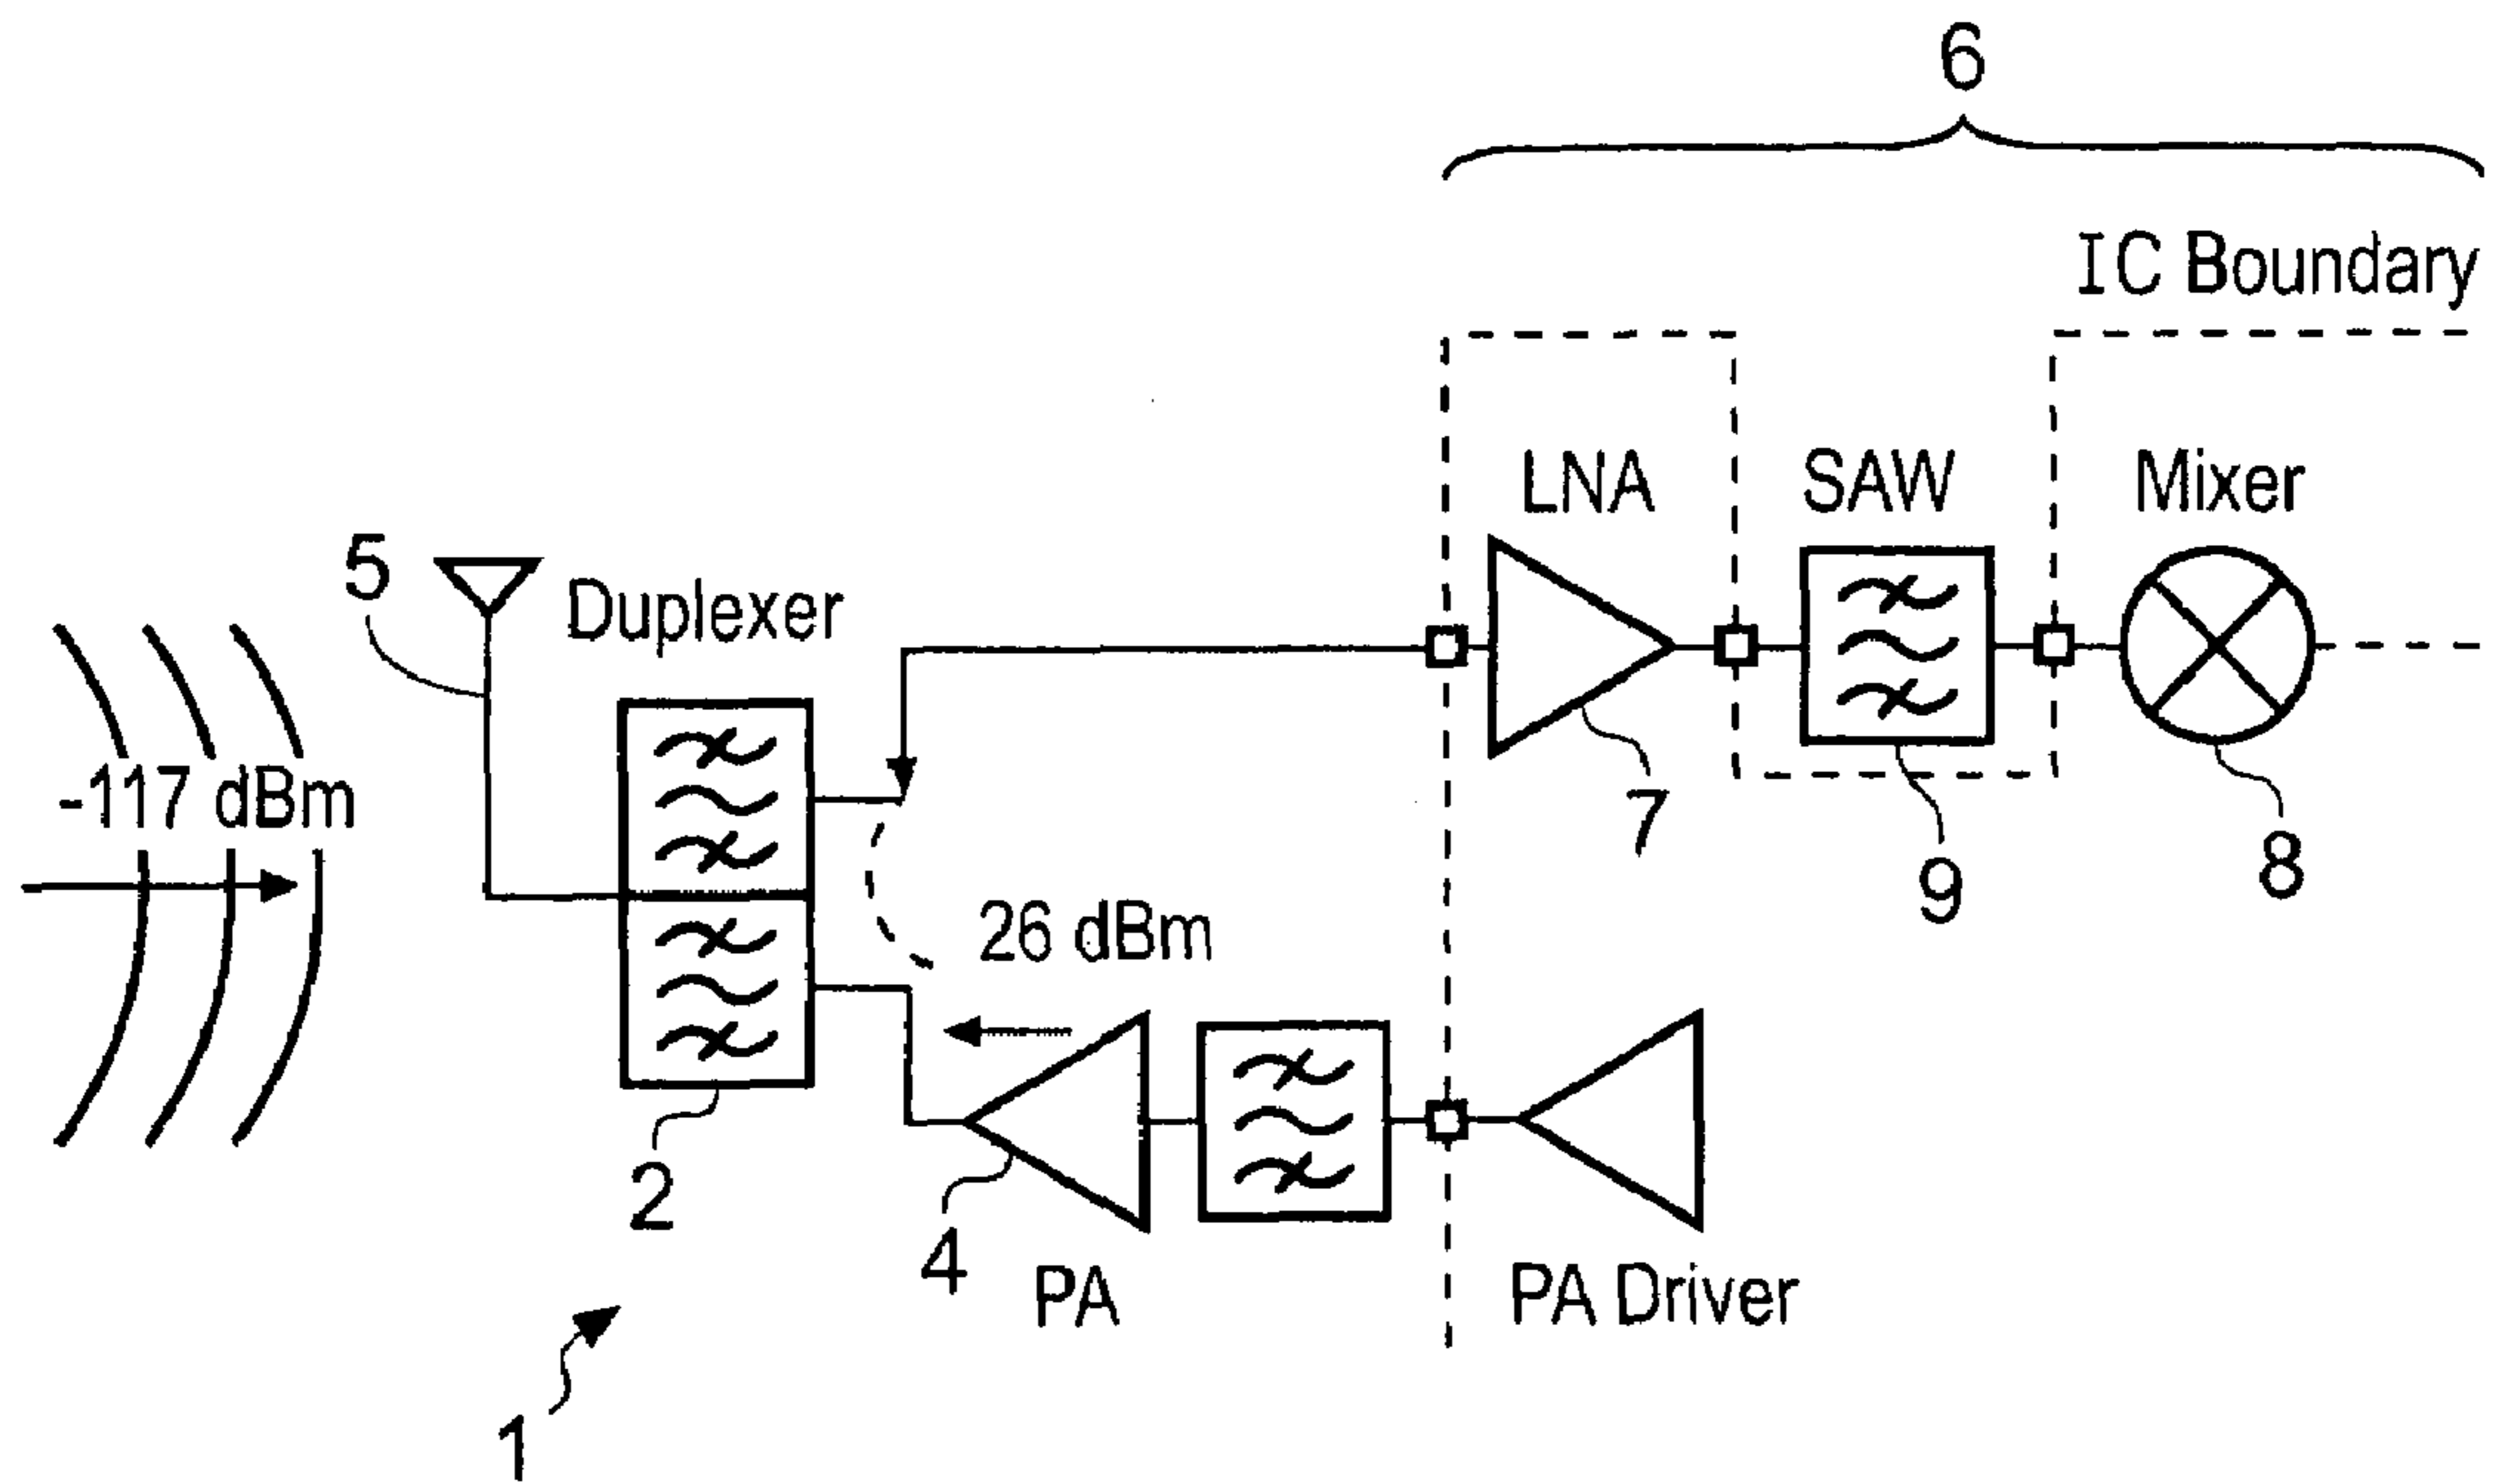 6
IC Boundary
LNA
SAW
Mixer
5
Duplexer
-117 dBm
7
9
8
26 dBm
2
4
PA
PA Driver
1